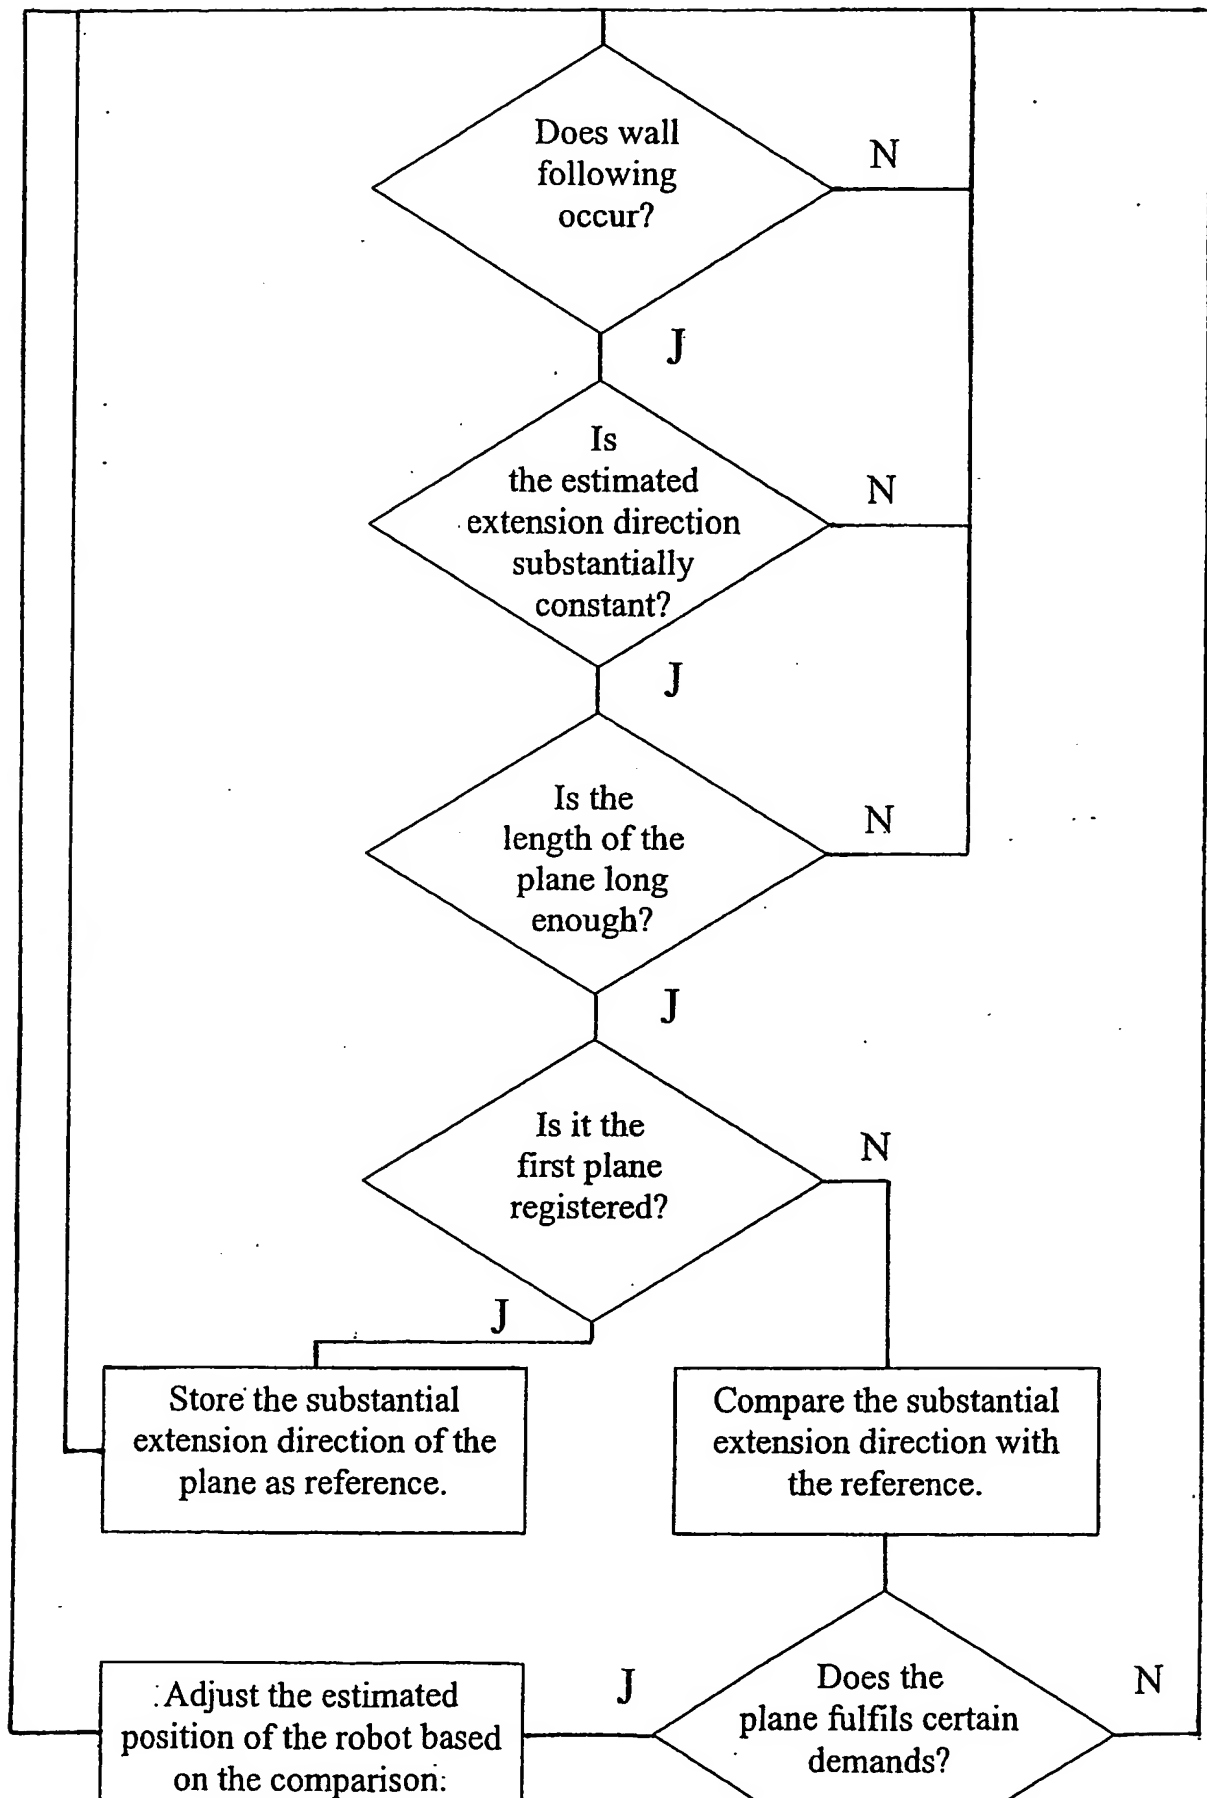 Does wall
following
occur?
N
J
Is
the estimated
extension direction
substantially
constant?
N
J
Is the
length of the
plane long
enough?
N
J
Is it the
first plane
registered?
N
J
Store the substantial
extension direction of the
plane as reference.
Compare the substantial
extension direction with
the reference.
Adjust the estimated
position of the robot based
on the comparison.
J
Does the
plane fulfils certain
demands?
N